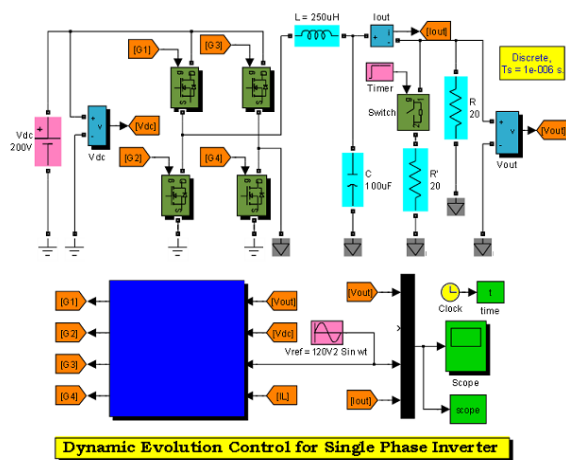 L = 250uH
Iout
[Iout]
[G1]
[G3]
Discrete,
Ts = 1e-006 s.
Timer
Switch
R
20
Vdc
200V
+
-
v
Vdc
[Vdc]
[G2]
[G4]
g
D
S
C
100uF
R'
20
v
Vout
[Vout]
[G1]
[G2]
[G3]
[G4]
[Vout]
[Vdc]
[IL]
Vref = 120V2 Sin wt
[Vout]
[Iout]
Clock
t
time
Scope
scope
Dynamic Evolution Control for Single Phase Inverter